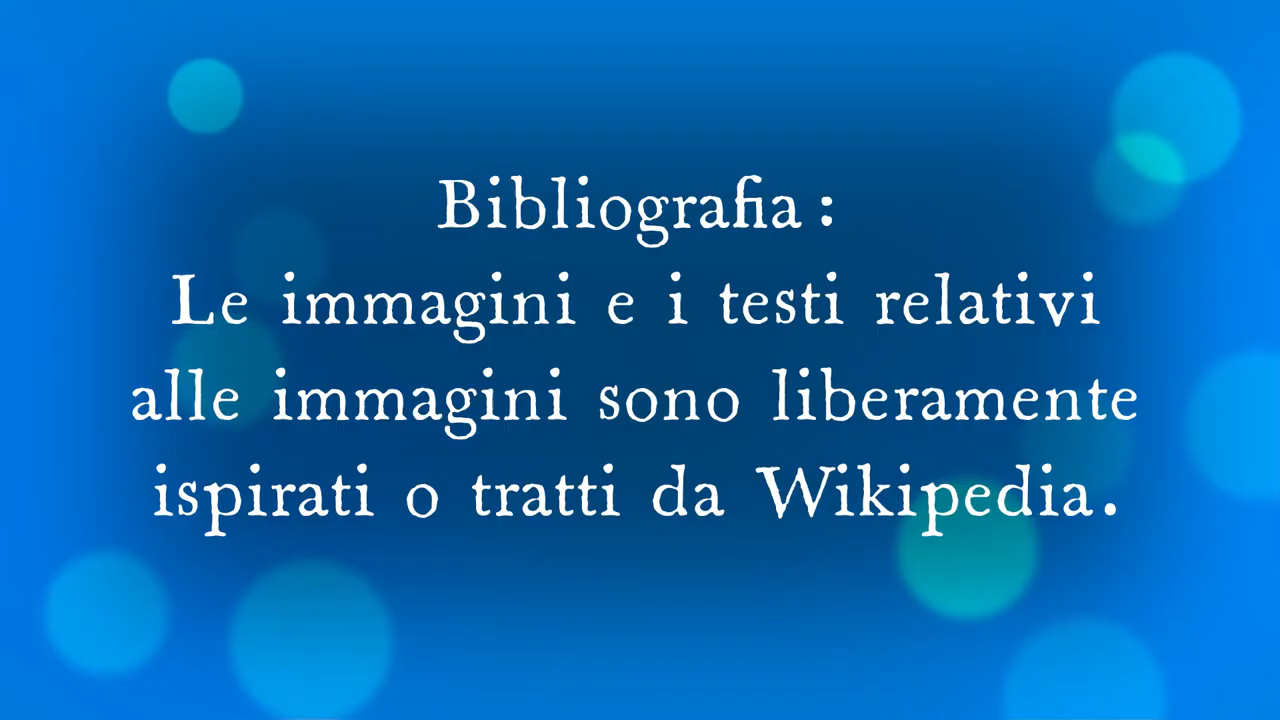 Bibliografia:
Le immagini e i testi relativi
alle immagini sono liberamente
ispirati o tratti da Wikipedia.